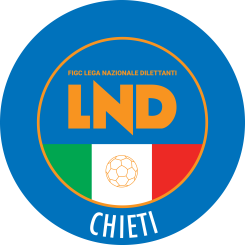 FIGC LEGA NAZIONALE DILETTANTI
LND
CHIETI